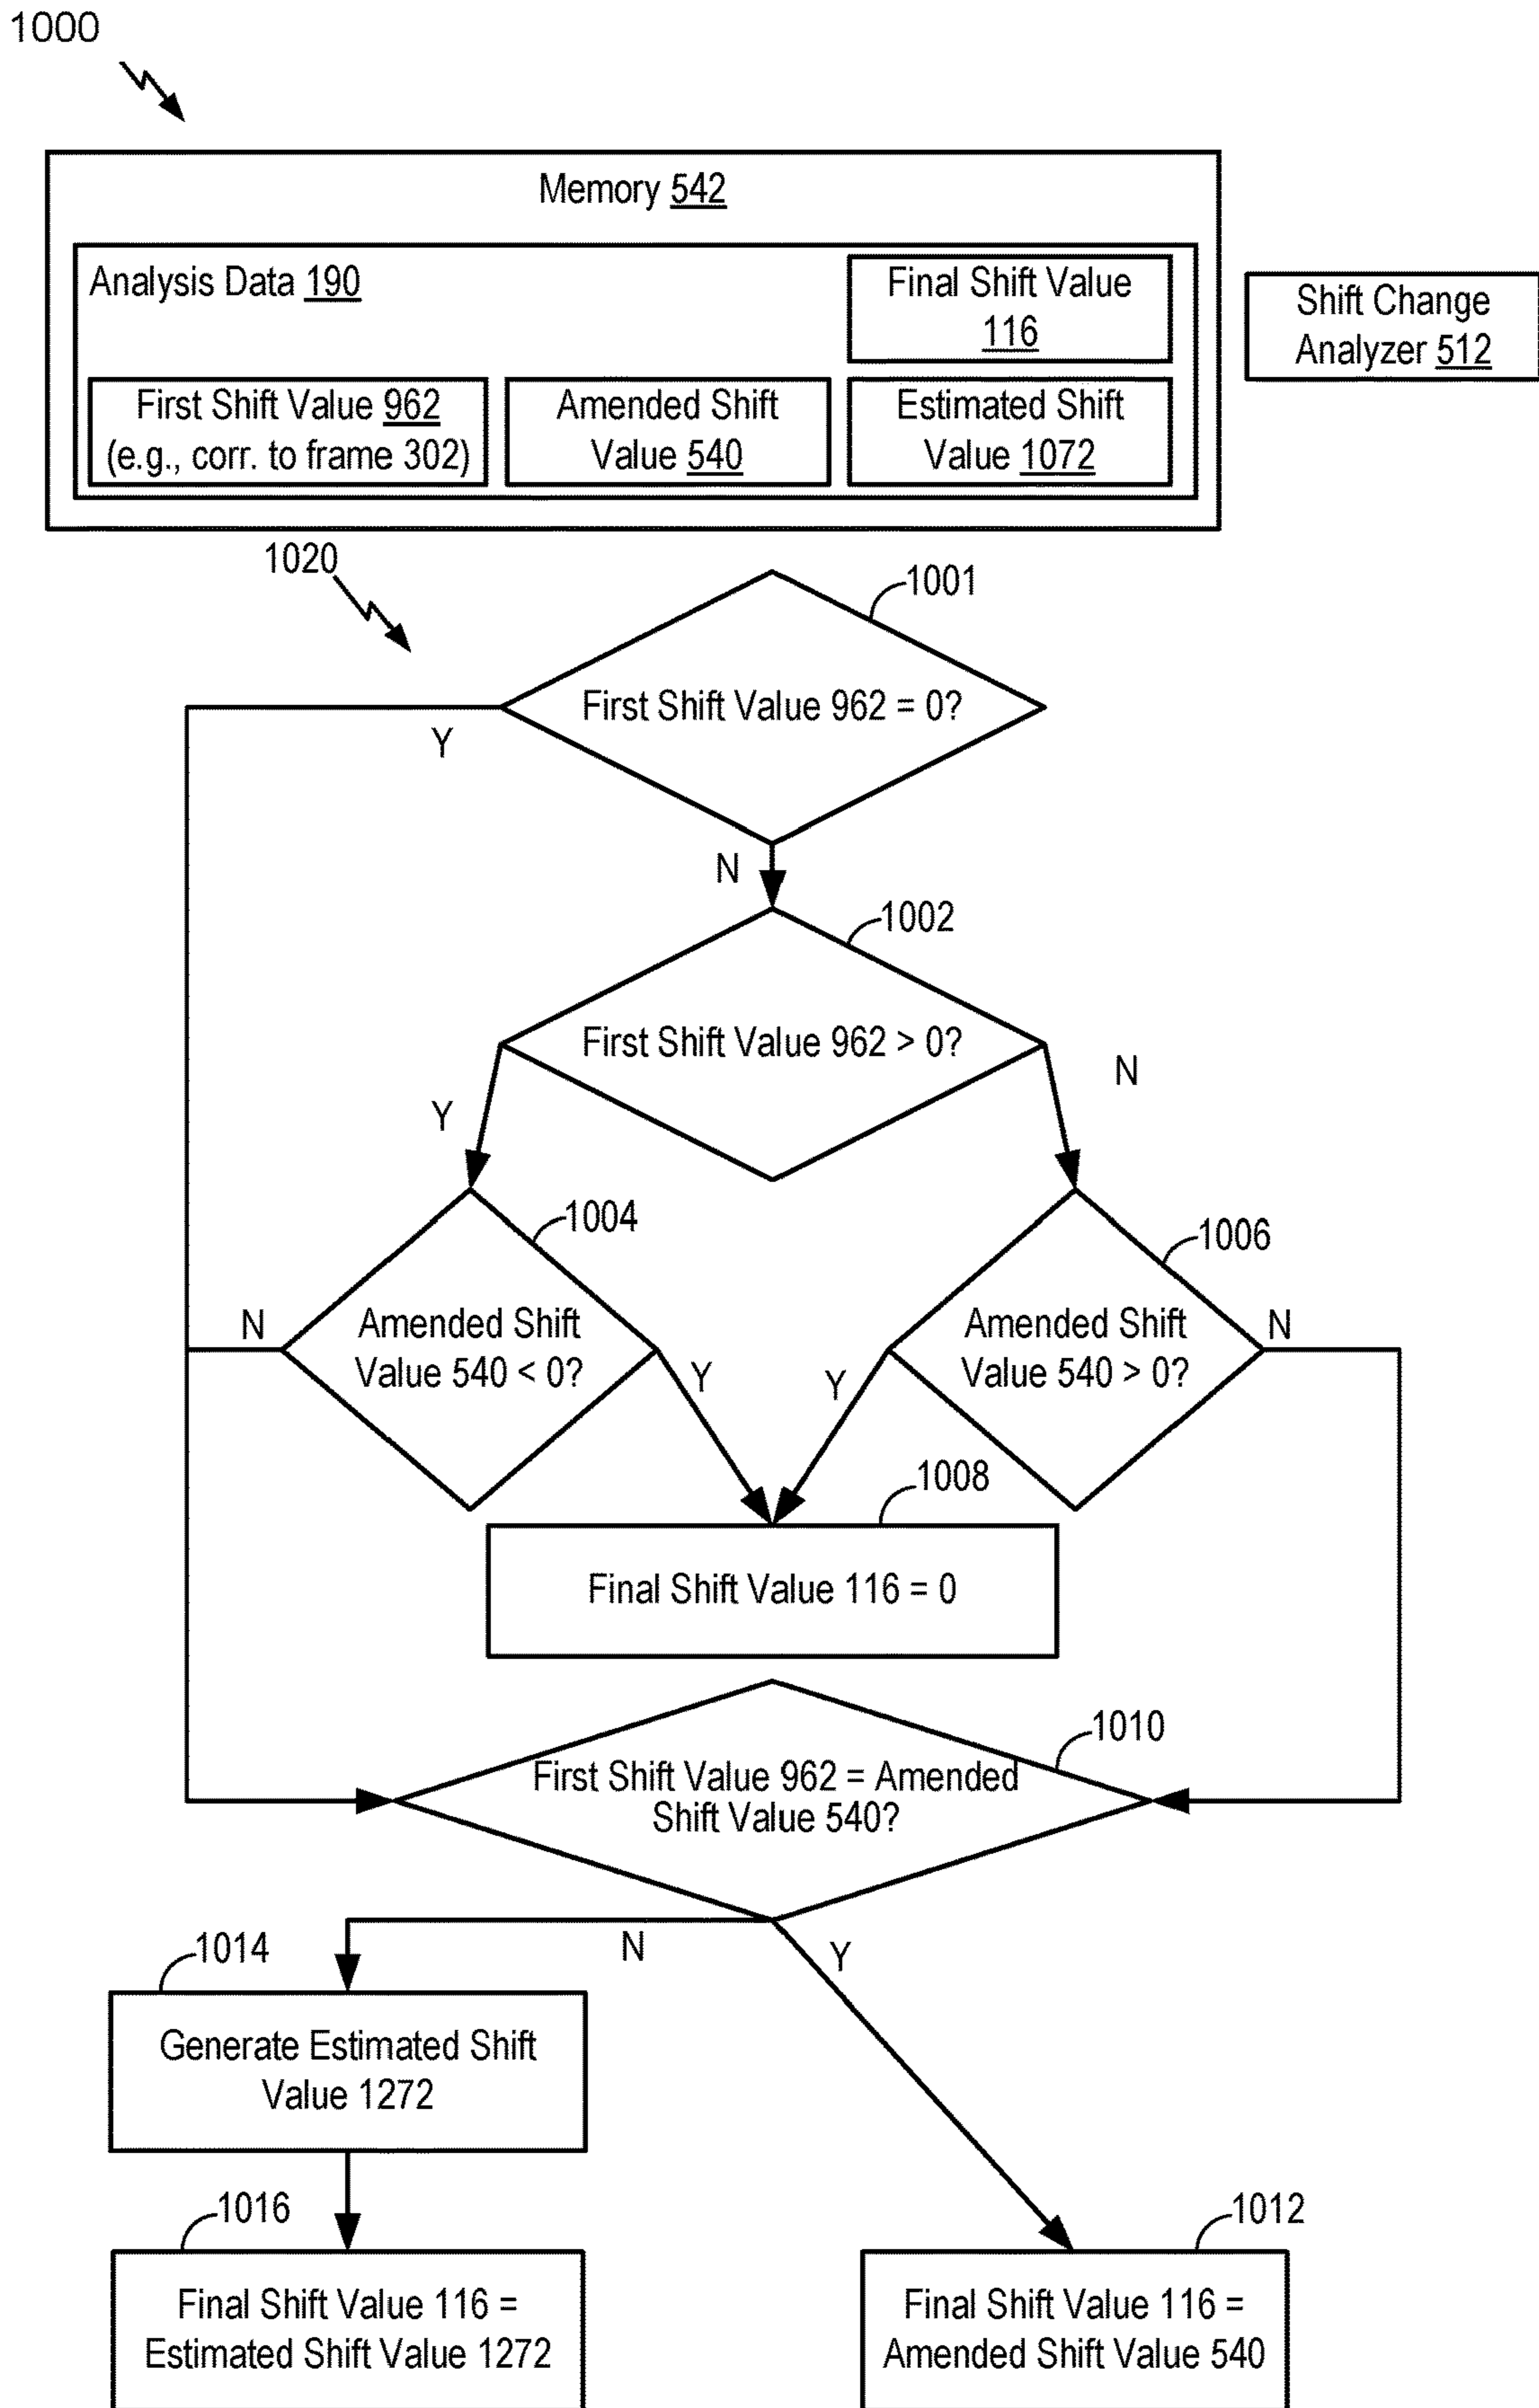 1000
Memory 542
Analysis Data 190
Final Shift Value
116
Shift Change
Analyzer 512
First Shift Value 962
(e.g., corr. to frame 302)
Amended Shift
Value 540
Estimated Shift
Value 1072
1020
1001
First Shift Value 962 = 0?
Y
N
1002
First Shift Value 962 > 0?
Y
N
1004
1006
Amended Shift
Value 540 < 0?
N
Y
Amended Shift
Value 540 > 0?
Y
N
1008
Final Shift Value 116 = 0
1010
First Shift Value 962 = Amended
Shift Value 540?
N
Y
1014
Generate Estimated Shift
Value 1272
1016
Final Shift Value 116 =
Estimated Shift Value 1272
1012
Final Shift Value 116 =
Amended Shift Value 540